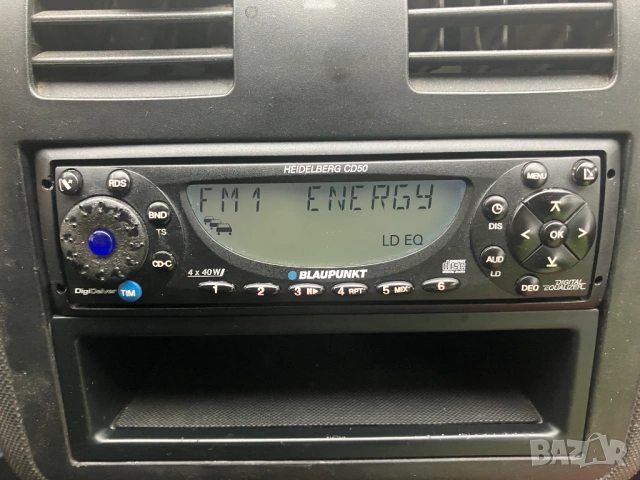 HEIDELBERG CD50
RDS
MENU
FM1 ENERGY
BND
TS
DIS
OK
LD EQ
AUD
LD
CD•C
4 x 40W
BLAUPUNKT
disc
DigiCeiver
TIM
1 2 3 4 RPT 5 MIX 6
DEQ
DIGITAL
EQUALIZER
BAZAR